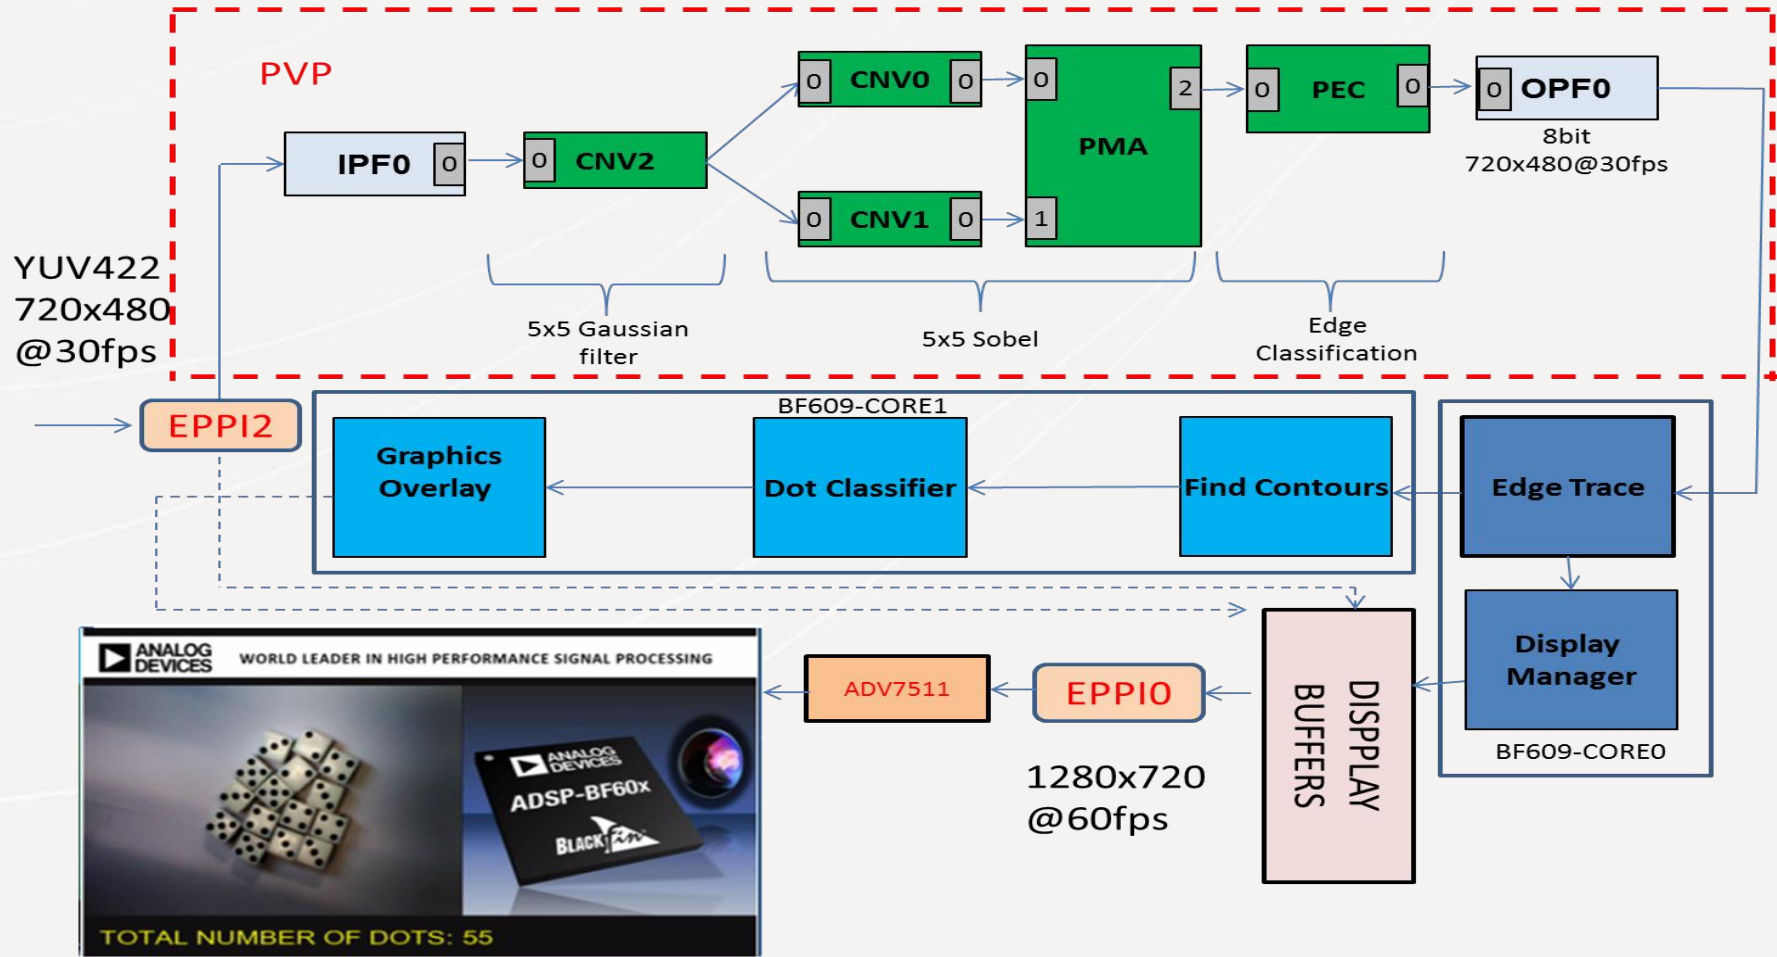 PVP
IPF0
0
0
CNV2
0
CNV0
0
0
CNV1
0
0
1
PMA
2
0
PEC
0
0
OPF0
8bit
720x480@30fps
YUV422
720x480
@30fps
5x5 Gaussian
filter
5x5 Sobel
Edge
Classification
EPPI2
BF609-CORE1
Graphics
Overlay
Dot Classifier
Find Contours
Edge Trace
Display
Manager
BF609-CORE0
DISPPLAY
BUFFERS
EPPI0
1280x720
@60fps
ADV7511
ANALOG
DEVICES
WORLD LEADER IN HIGH PERFORMANCE SIGNAL PROCESSING
ANALOG
DEVICES
ADSP-BF60x
BLACKfin
TOTAL NUMBER OF DOTS: 55